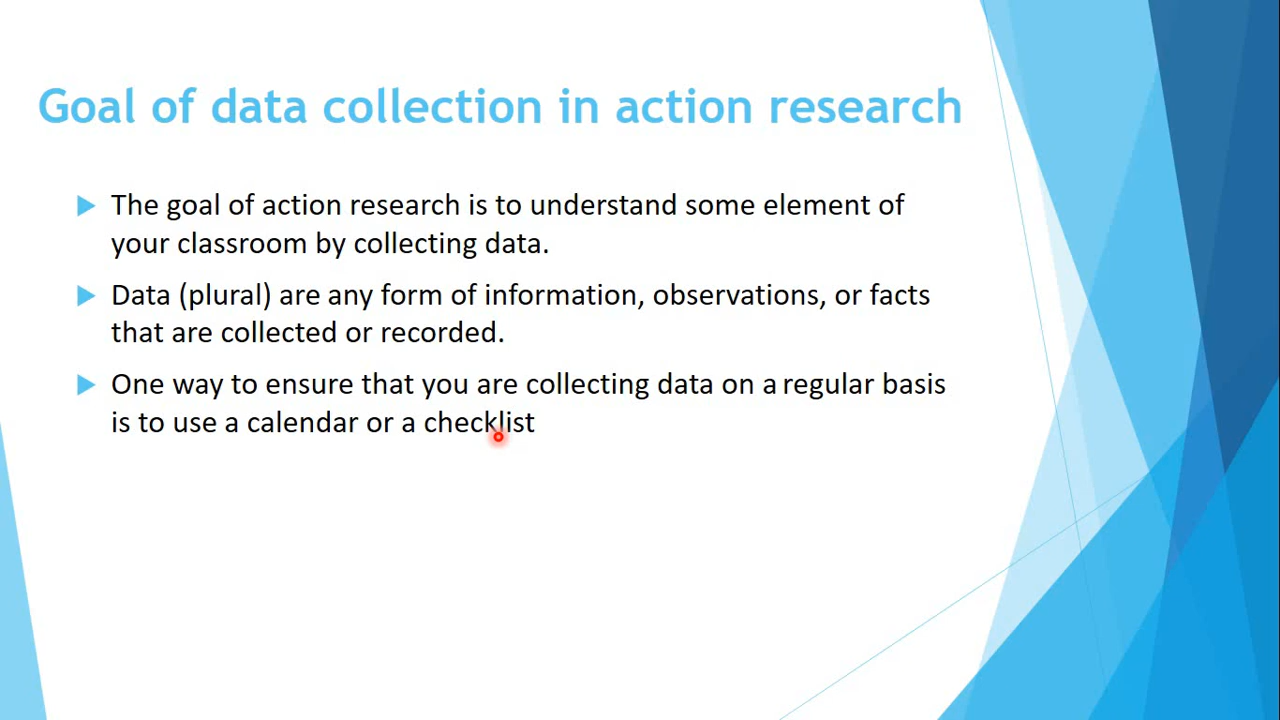 Goal of data collection in action research
The goal of action research is to understand some element of
your classroom by collecting data.
Data (plural) are any form of information, observations, or facts
that are collected or recorded.
One way to ensure that you are collecting data on a regular basis
is to use a calendar or a checklist